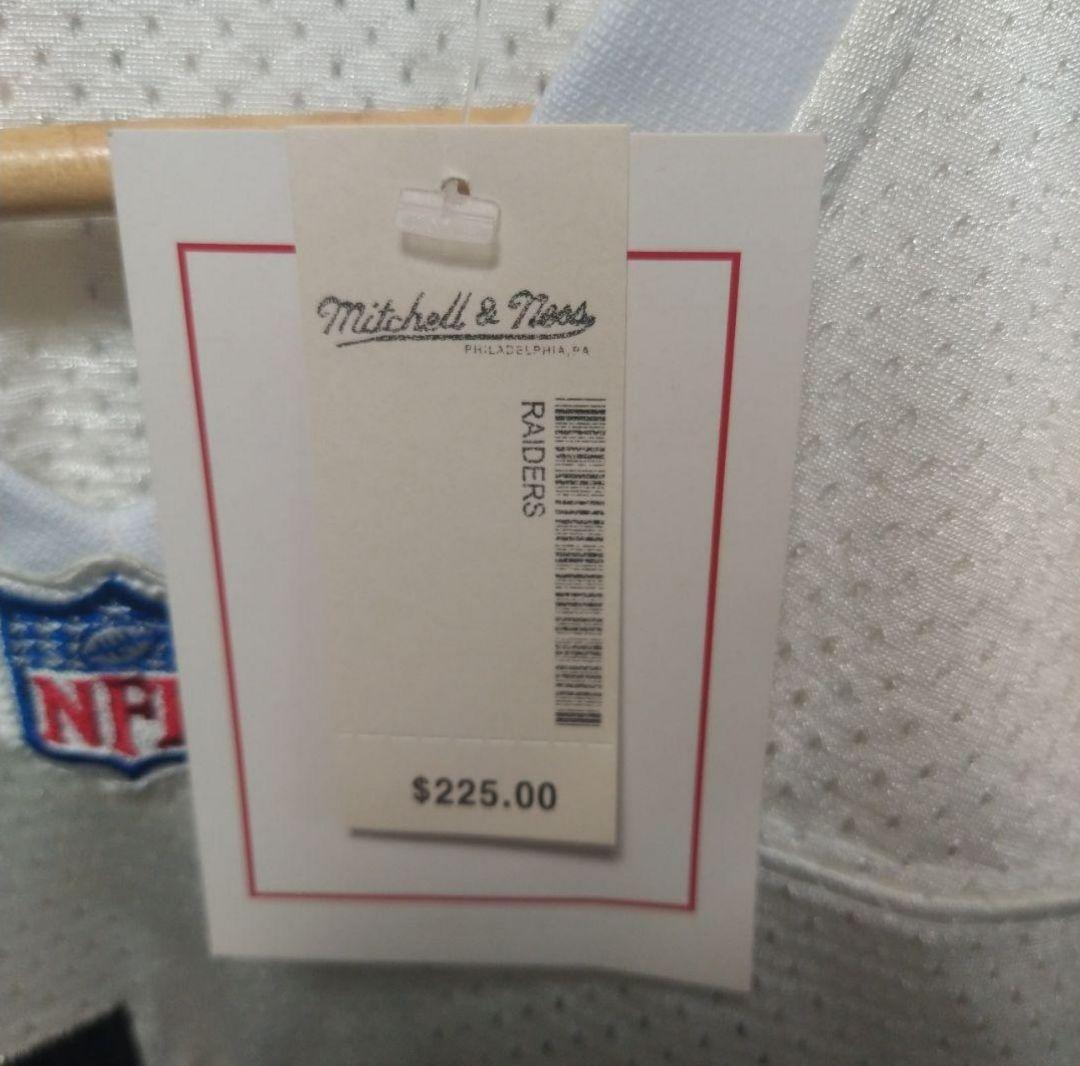 Mitchell & Ness
PHILADELPHIA, PA
RAIDERS
$225.00
NFL